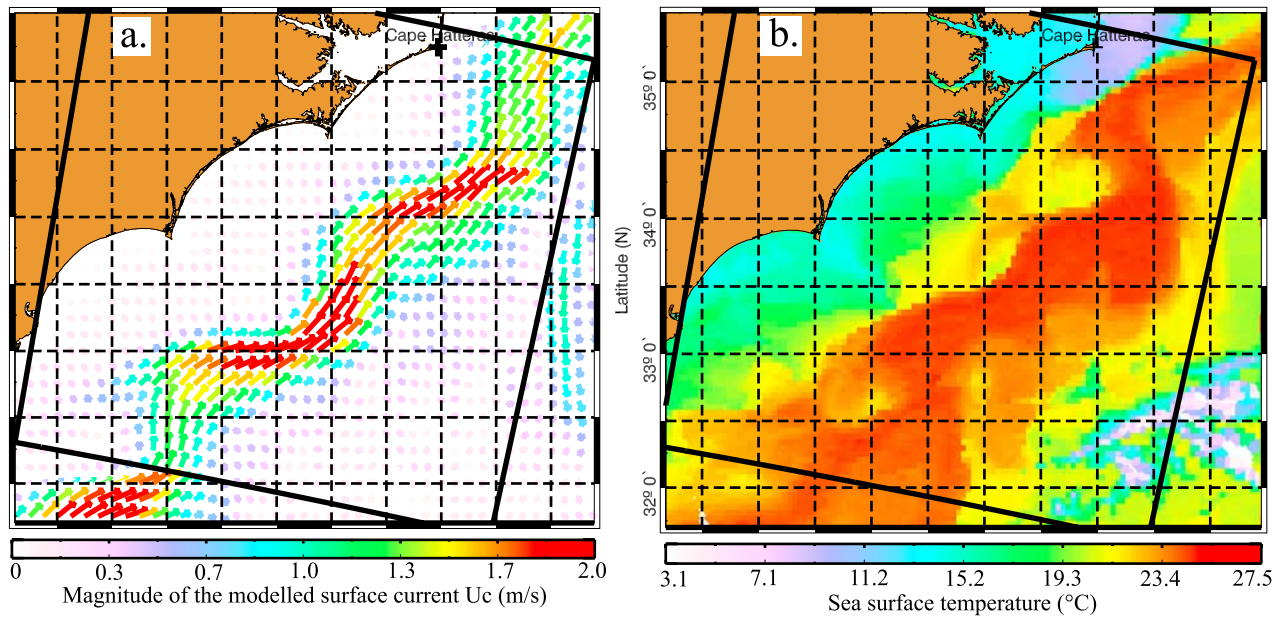 a.
Cape Hatteras
b.
Cape Hatteras
35º 0`
34º 0`
33º 0`
32º 0`
Latitude (N)
0 0.3 0.7 1.0 1.3 1.7 2.0
Magnitude of the modelled surface current Uc (m/s)
3.1 7.1 11.2 15.2 19.3 23.4 27.5
Sea surface temperature (°C)